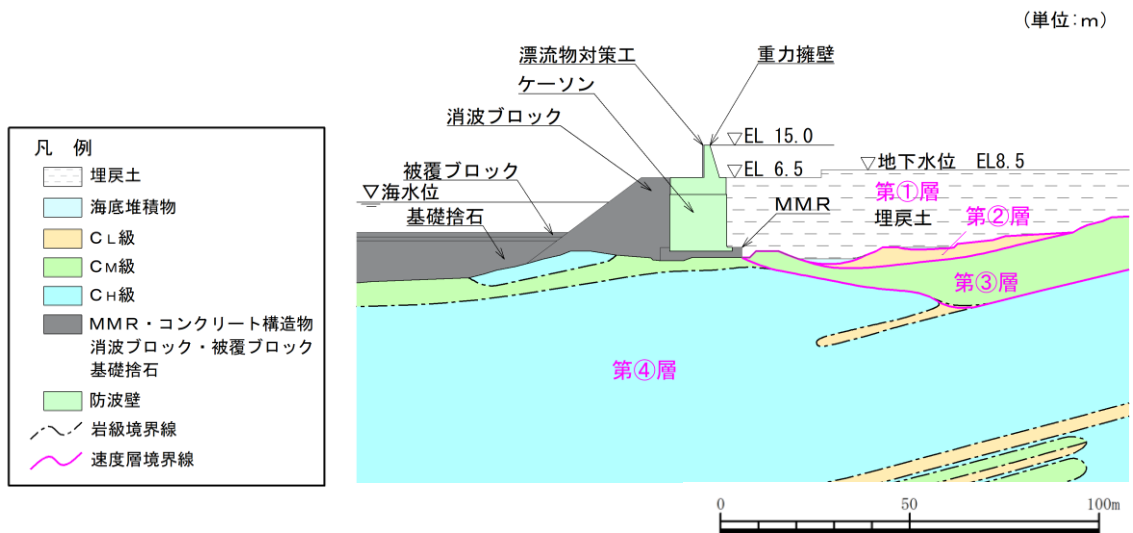 (単位:m)
漂流物対策工
重力擁壁
ケーソン
消波ブロック
▽EL 15.0
被覆ブロック
▽EL 6.5
▽地下水位 EL8.5
▽海水位
基礎捨石
MMR
第①層
埋戻土
第②層
第③層
第④層
凡 例
埋戻土
海底堆積物
CL級
CM級
CH級
MMR・コンクリート構造物
消波ブロック・被覆ブロック
基礎捨石
防波壁
岩級境界線
速度層境界線
0 50 100m